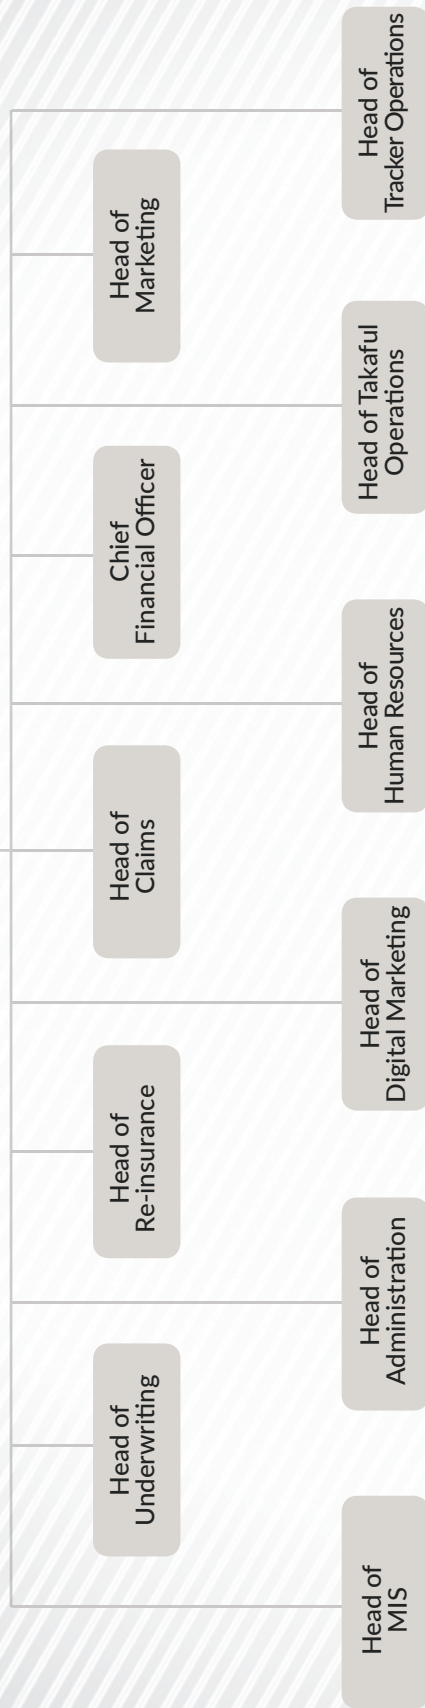 Head of
Underwriting
Head of
Re-insurance
Head of
Claims
Chief
Financial Officer
Head of
Marketing
Head of
MIS
Head of
Administration
Head of
Digital Marketing
Head of
Human Resources
Head of Takaful
Operations
Head of
Tracker Operations